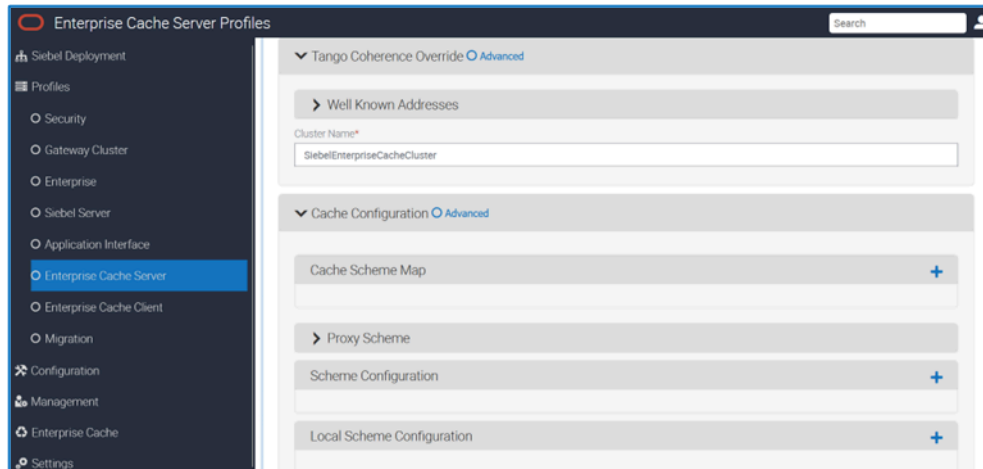 Enterprise Cache Server Profiles
Search
Siebel Deployment
Profiles
Security
Gateway Cluster
Enterprise
Siebel Server
Application Interface
Enterprise Cache Server
Enterprise Cache Client
Migration
Configuration
Management
Enterprise Cache
Settings
Tango Coherence Override Advanced
Well Known Addresses
Cluster Name*
SiebelEnterpriseCacheCluster
Cache Configuration Advanced
Cache Scheme Map
Proxy Scheme
Scheme Configuration
Local Scheme Configuration